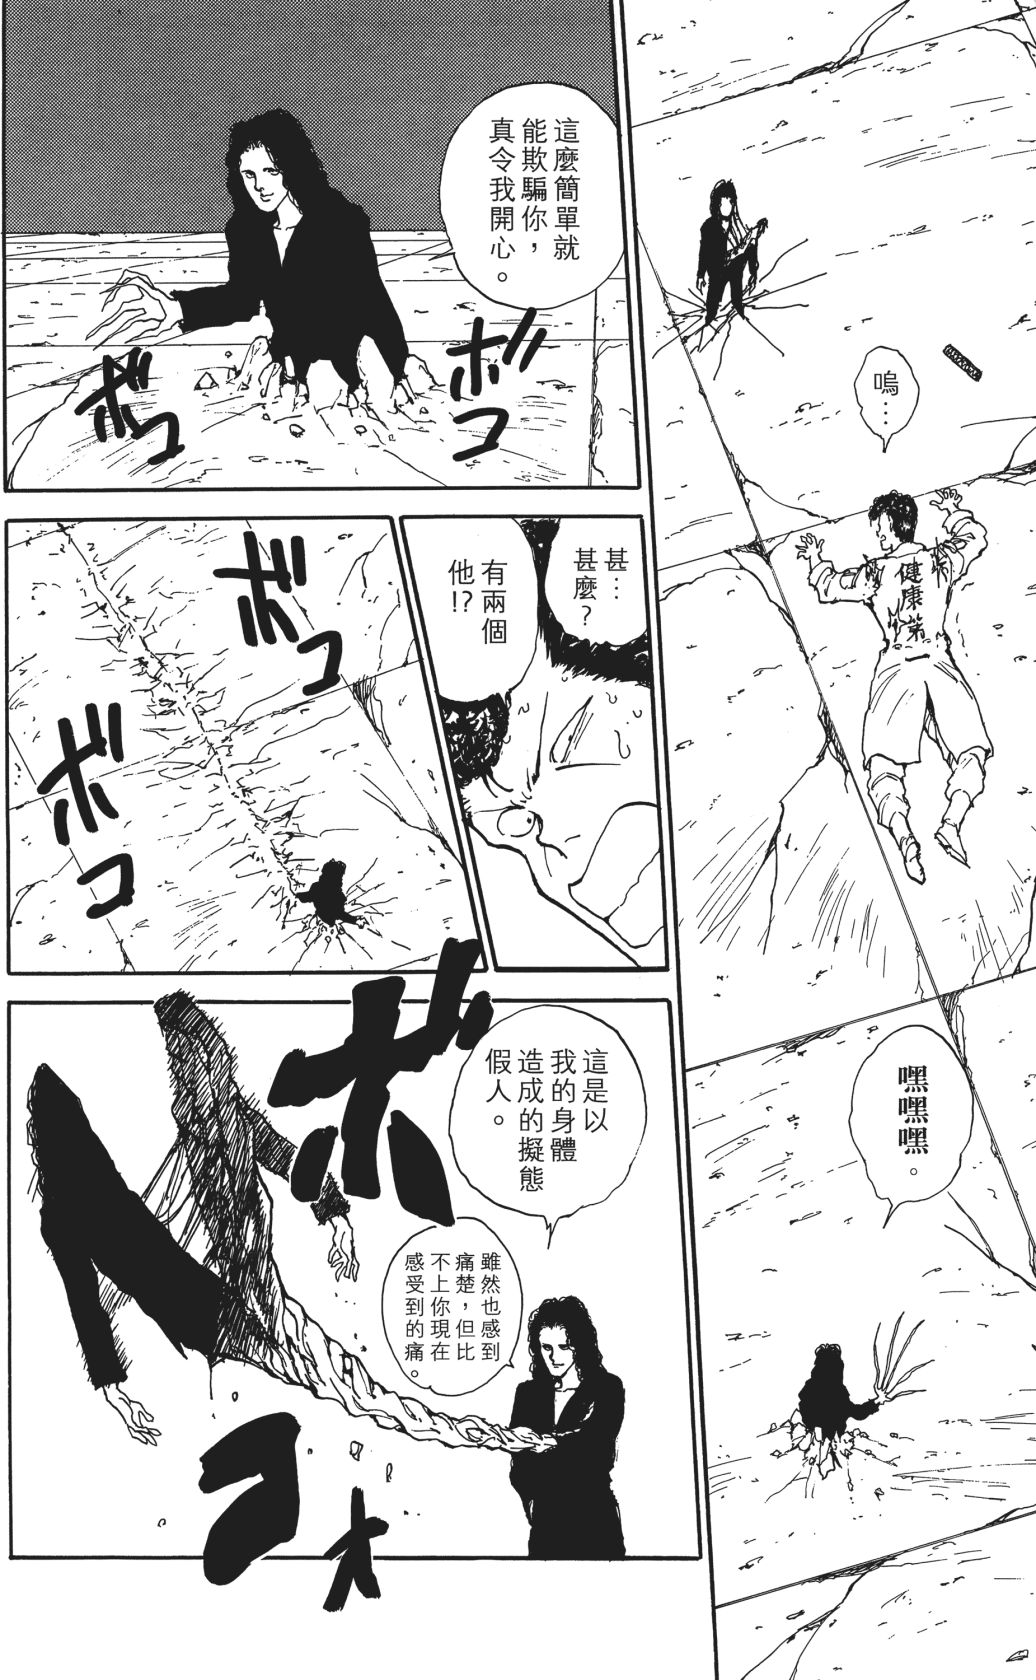 嗚…
健康第一
嘿嘿嘿。
這麼簡單就
能欺騙你，
真令我開心。
ボコ
ボコ
甚…
甚麼？
有兩個
他!?
ボコ
ボコ
這是以
我的身體
造成的擬態
假人。
雖然也感到
痛楚，但比
不上你現在
感受到的痛。
ボコォ